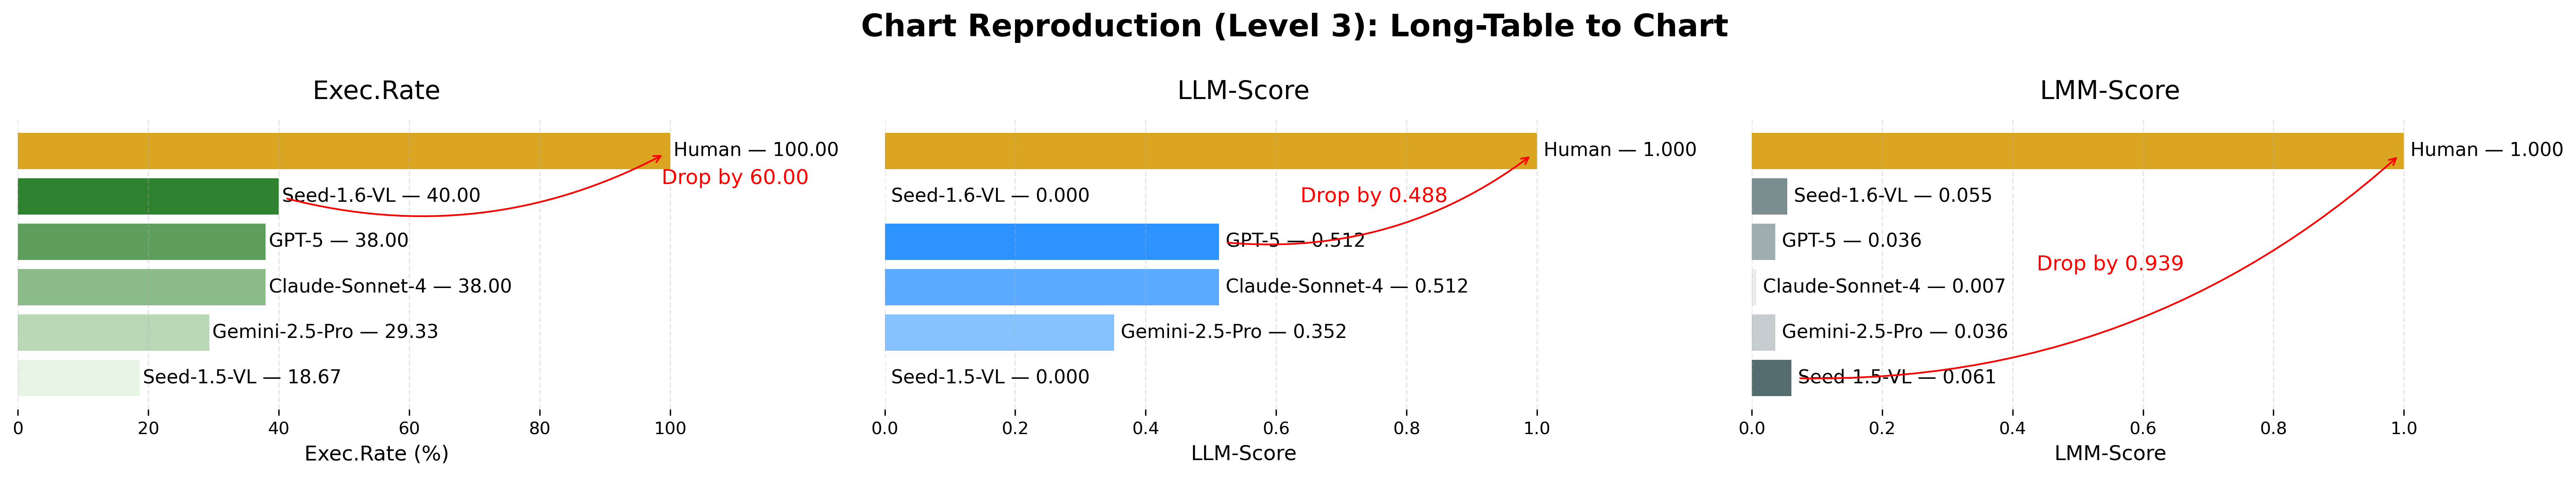 Chart Reproduction (Level 3): Long-Table to Chart
Exec.Rate
Human — 100.00
Drop by 60.00
Seed-1.6-VL — 40.00
GPT-5 — 38.00
Claude-Sonnet-4 — 38.00
Gemini-2.5-Pro — 29.33
Seed-1.5-VL — 18.67
0 20 40 60 80 100
Exec.Rate (%)
LLM-Score
Human — 1.000
Seed-1.6-VL — 0.000
Drop by 0.488
GPT-5 — 0.512
Claude-Sonnet-4 — 0.512
Gemini-2.5-Pro — 0.352
Seed-1.5-VL — 0.000
0.0 0.2 0.4 0.6 0.8 1.0
LLM-Score
LMM-Score
Human — 1.000
Seed-1.6-VL — 0.055
GPT-5 — 0.036
Drop by 0.939
Claude-Sonnet-4 — 0.007
Gemini-2.5-Pro — 0.036
Seed-1.5-VL — 0.061
0.0 0.2 0.4 0.6 0.8 1.0
LMM-Score